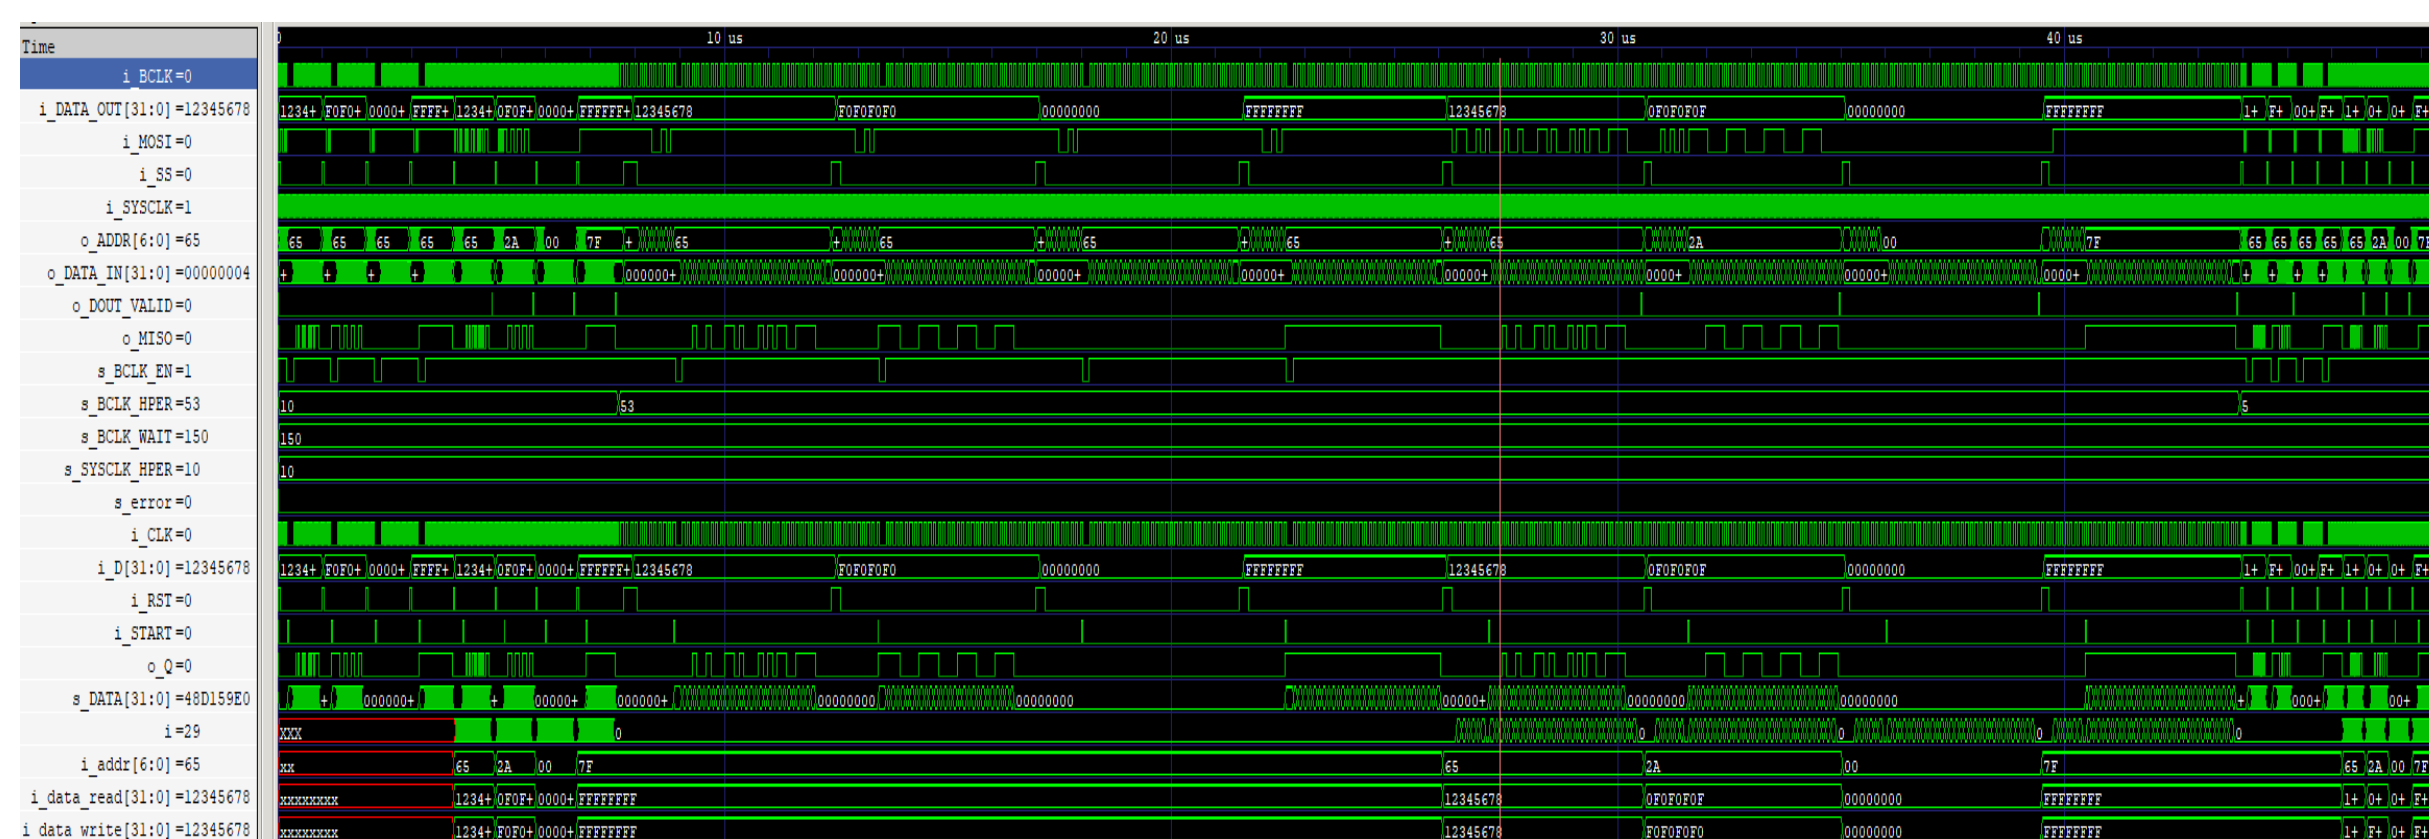 Time 0 10 us 20 us 30 us 40 us
i_BCLK=0
i_DATA_OUT[31:0]=12345678 1234+ F0F0+ 0000+ FFFF+ 1234+ 0F0F+ 0000+ FFFFFF+ 12345678 F0F0F0F0 00000000 FFFFFFFF 12345678 0F0F0F0F 00000000 FFFFFFFF 1+ F+ 00+ F+ 1+ 0+ 0+ F+
i_MOSI=0
i_SS=0
i_SYSCLK=1
o_ADDR[6:0]=65 65 65 65 65 65 2A 00 7F + 65 + 65 + 65 + 65 + 65 2A 00 7F 65 65 65 65 65 2A 00 7F
o_DATA_IN[31:0]=00000004 + + + + 000000+ 000000+ 00000+ 00000+ 00000+ 0000+ 00000+ 0000+ + + + +
o_DOUT_VALID=0
o_MISO=0
s_BCLK_EN=1
s_BCLK_HPER=53 10 53 5
s_BCLK_WAIT=150 150
s_SYSCLK_HPER=10 10
s_error=0
i_CLK=0
i_D[31:0]=12345678 1234+ F0F0+ 0000+ FFFF+ 1234+ 0F0F+ 0000+ FFFFFF+ 12345678 F0F0F0F0 00000000 FFFFFFFF 12345678 0F0F0F0F 00000000 FFFFFFFF 1+ F+ 00+ F+ 1+ 0+ 0+ F+
i_RST=0
i_START=0
o_Q=0
s_DATA[31:0]=48D159E0 + 000000+ + 00000+ 000000+ 00000000 00000000 00000+ 00000000 00000000 + 000+ 00+
i=29 XXX 0 0 0 0 0
i_addr[6:0]=65 xx 65 2A 00 7F 65 2A 00 7F 65 2A 00 7F
i_data_read[31:0]=12345678 xxxxxxxx 1234+ 0F0F+ 0000+ FFFFFFFF 12345678 0F0F0F0F 00000000 FFFFFFFF 1+ 0+ 0+ F+
i_data_write[31:0]=12345678 xxxxxxxx 1234+ F0F0+ 0000+ FFFFFFFF 12345678 F0F0F0F0 00000000 FFFFFFFF 1+ F+ 0+ F+